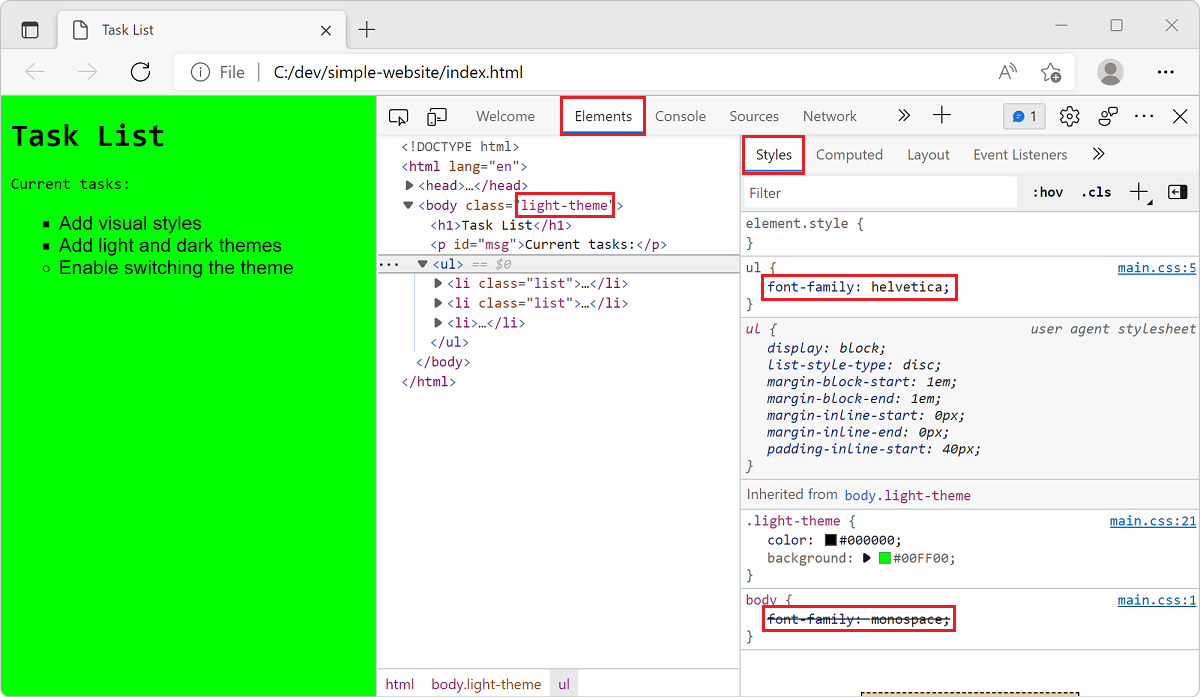 Task List
File
C:/dev/simple-website/index.html
Task List
Current tasks:
Add visual styles
Add light and dark themes
Enable switching the theme
Welcome Elements Console Sources Network 1
<!DOCTYPE html>
<html lang="en">
<head>…</head>
<body class="light-theme">
<h1>Task List</h1>
<p id="msg">Current tasks:</p>
... <ul> == $0
<li class="list">…</li>
<li class="list">…</li>
<li>…</li>
</ul>
</body>
</html>
html body.light-theme ul
Styles Computed Layout Event Listeners
Filter :hov .cls
element.style {
}
ul { main.css:5
font-family: helvetica;
}
ul { user agent stylesheet
display: block;
list-style-type: disc;
margin-block-start: 1em;
margin-block-end: 1em;
margin-inline-start: 0px;
margin-inline-end: 0px;
padding-inline-start: 40px;
}
Inherited from body.light-theme
.light-theme { main.css:21
color: #000000;
background: #00FF00;
}
body { main.css:1
font-family: monospace;
}